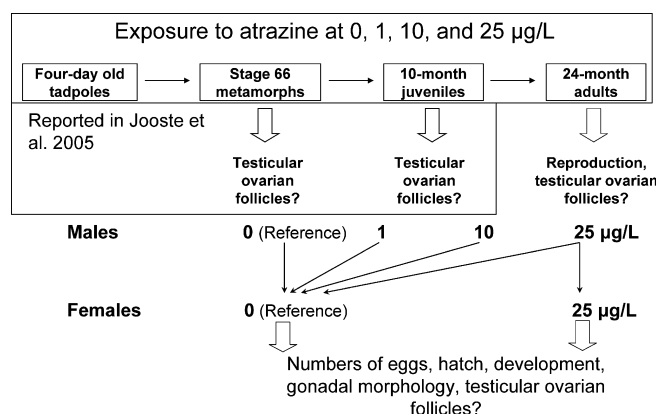 Exposure to atrazine at 0, 1, 10, and 25 µg/L
Four-day old
tadpoles
Stage 66
metamorphs
10-month
juveniles
24-month
adults
Reported in Jooste et
al. 2005
Testicular
ovarian
follicles?
Testicular
ovarian
follicles?
Reproduction,
testicular ovarian
follicles?
Males 0 (Reference) 1 10 25 µg/L
Females 0 (Reference) 25 µg/L
Numbers of eggs, hatch, development,
gonadal morphology, testicular ovarian
follicles?